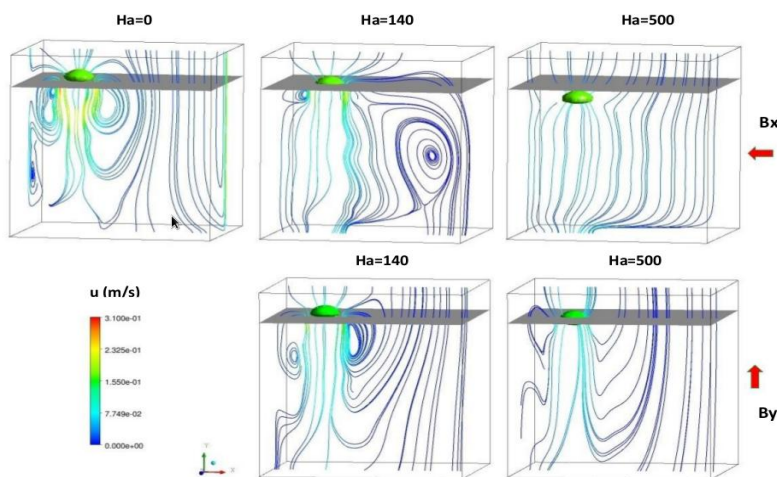 Ha=0
Ha=140
Ha=500
Bx
Ha=140
Ha=500
u (m/s)
3.100e-01
2.325e-01
1.550e-01
7.749e-02
0.000e+00
By
Y
X